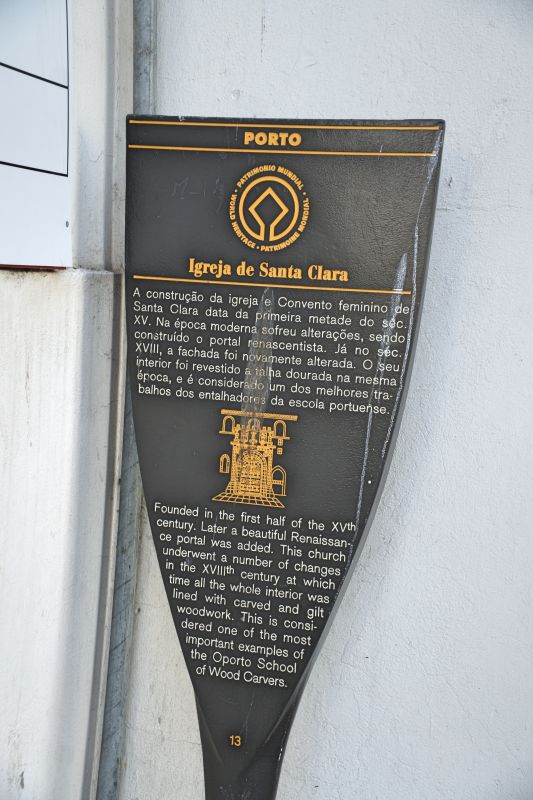 PORTO
PATRIMONIO MUNDIAL • WORLD HERITAGE • PATRIMOINE MONDIAL
Igreja de Santa Clara
A construção da igreja e Convento feminino de
Santa Clara data da primeira metade do séc.
XV. Na época moderna sofreu alterações, sendo
construído o portal renascentista. Já no séc.
XVIII, a fachada foi novamente alterada. O seu
interior foi revestido a talha dourada na mesma
época, e é considerado um dos melhores tra-
balhos dos entalhadores da escola portuense.
Founded in the first half of the XVth
century. Later a beautiful Renaissan-
ce portal was added. This church
underwent a number of changes
in the XVIIIth century at which
time all the whole interior was
lined with carved and gilt
woodwork. This is consi-
dered one of the most
important examples of
the Oporto School
of Wood Carvers.
13